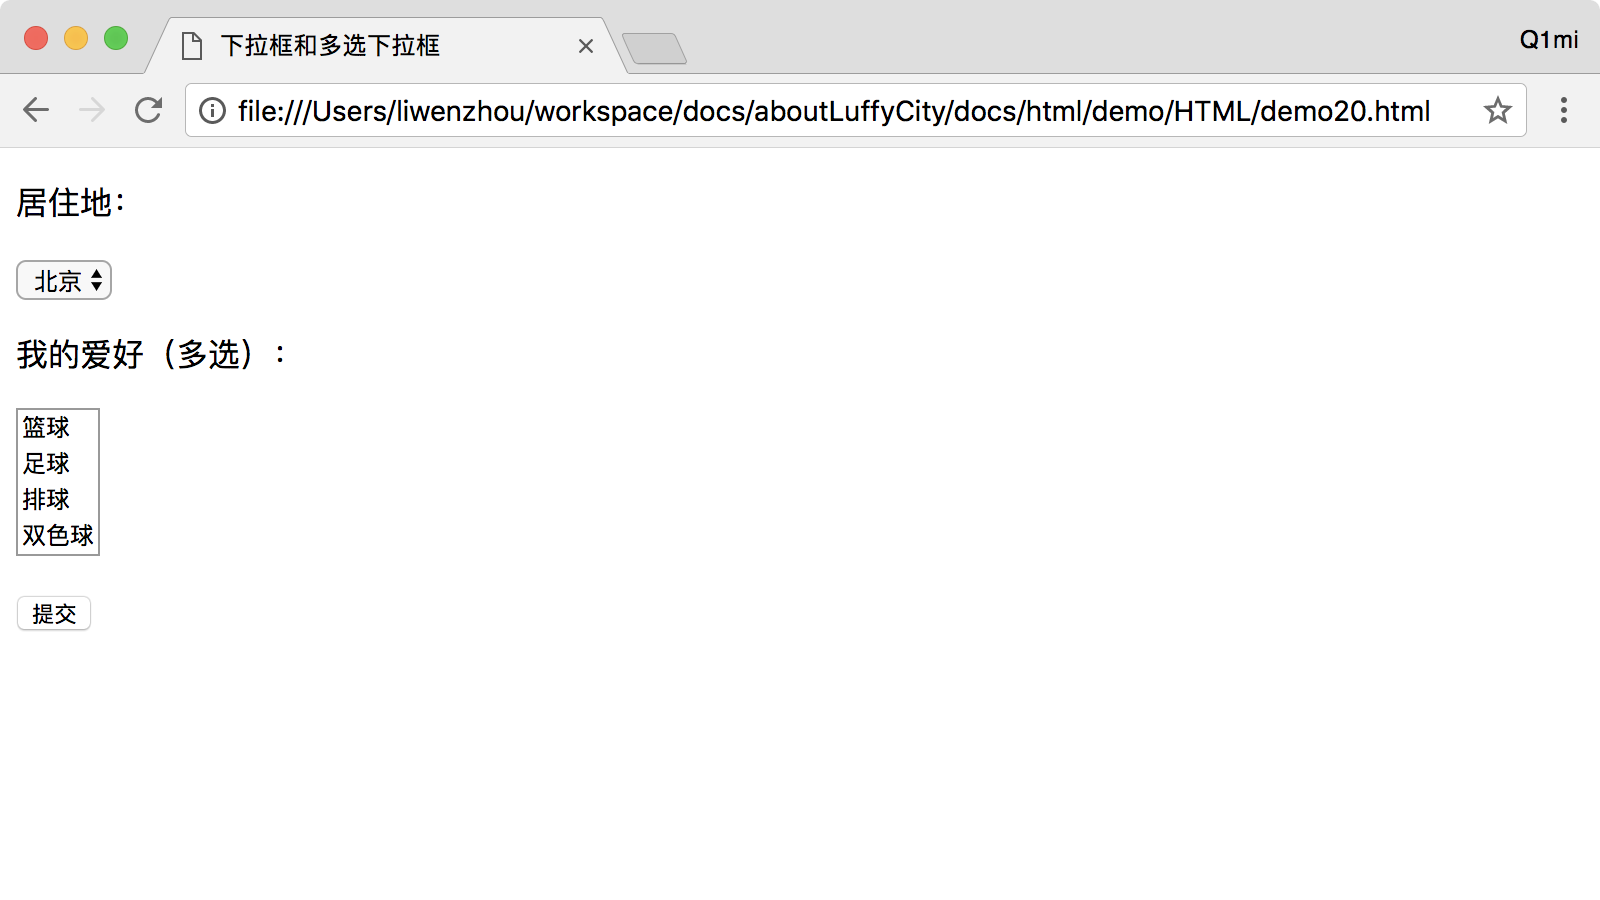 下拉框和多选下拉框
Q1mi
file:///Users/liwenzhou/workspace/docs/aboutLuffyCity/docs/html/demo/HTML/demo20.html
居住地：
北京
我的爱好（多选）：
篮球
足球
排球
双色球
提交